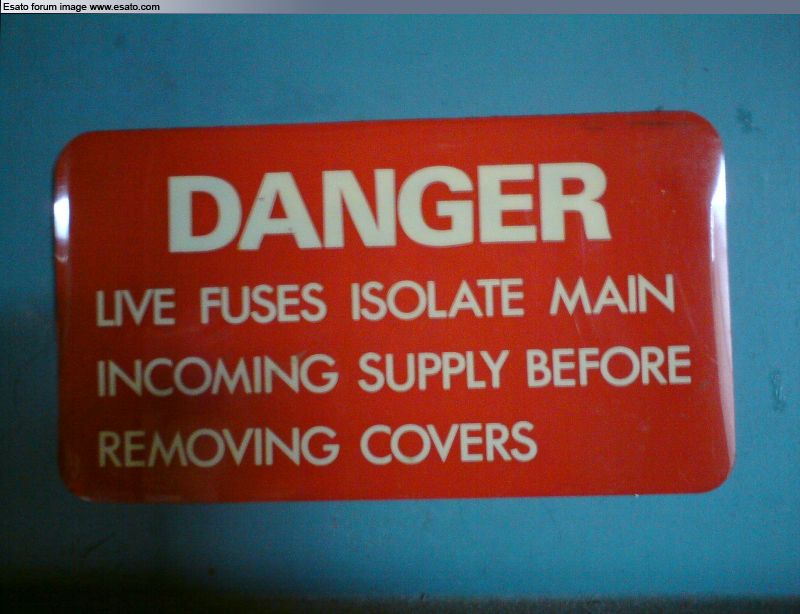 Esato forum image www.esato.com
DANGER
LIVE FUSES ISOLATE MAIN
INCOMING SUPPLY BEFORE
REMOVING COVERS